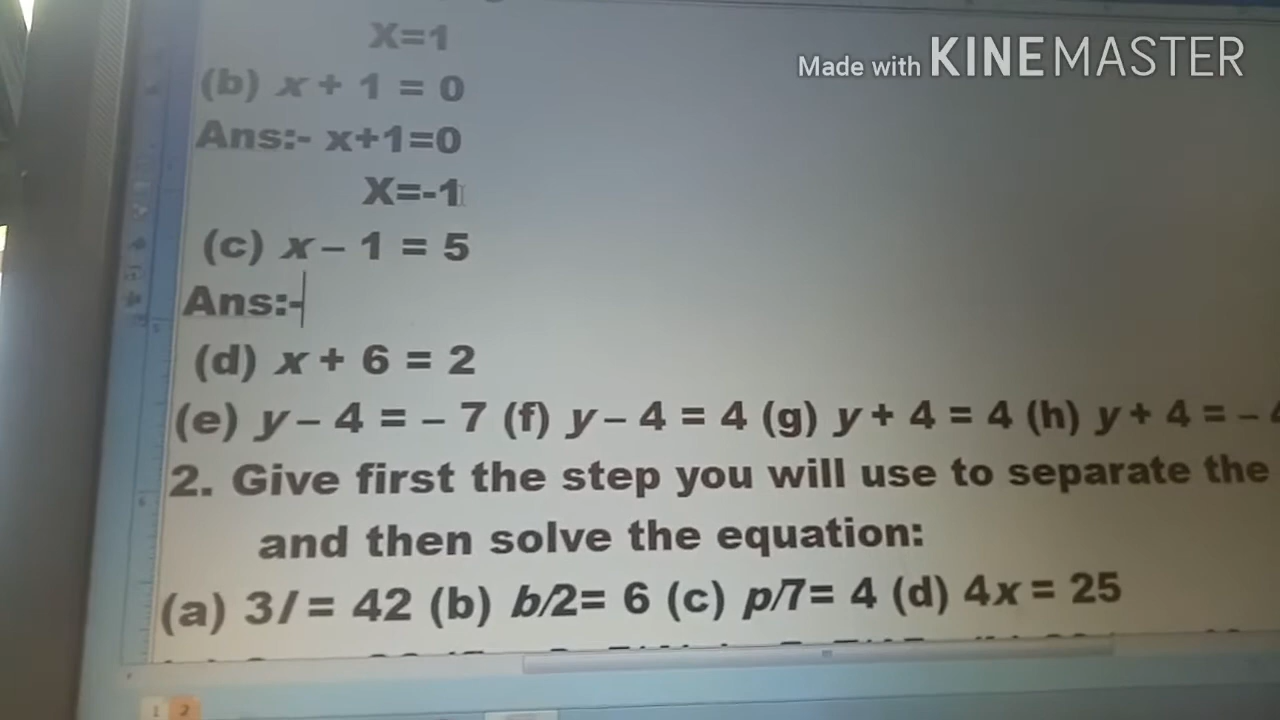 Made with KINEMASTER
X=1
(b) x + 1 = 0
Ans:- x+1=0
X=-1
(c) x – 1 = 5
Ans:-
(d) x + 6 = 2
(e) y – 4 = – 7 (f) y – 4 = 4 (g) y + 4 = 4 (h) y + 4 = –
2. Give first the step you will use to separate the
and then solve the equation:
(a) 3l = 42 (b) b/2= 6 (c) p/7= 4 (d) 4x = 25
1 2